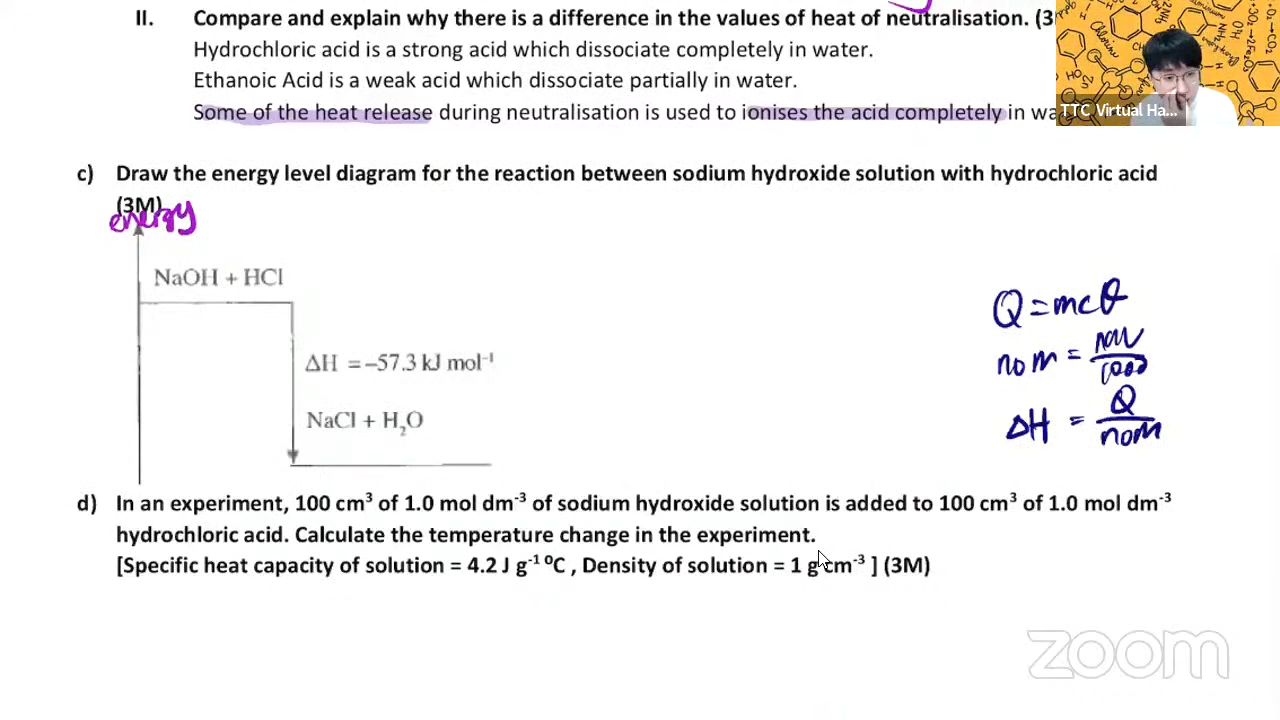 II. Compare and explain why there is a difference in the values of heat of neutralisation. (3
Hydrochloric acid is a strong acid which dissociate completely in water.
Ethanoic Acid is a weak acid which dissociate partially in water.
Some of the heat release during neutralisation is used to ionises the acid completely in
TTC Virtual Ha...
c) Draw the energy level diagram for the reaction between sodium hydroxide solution with hydrochloric acid
(3M)
energy
NaOH + HCl
ΔH = –57.3 kJ mol⁻¹
NaCl + H₂O
Q = mcθ
nom = 
ΔH = Q/nom
d) In an experiment, 100 cm³ of 1.0 mol dm⁻³ of sodium hydroxide solution is added to 100 cm³ of 1.0 mol dm⁻³
hydrochloric acid. Calculate the temperature change in the experiment.
[Specific heat capacity of solution = 4.2 J g⁻¹ ⁰C , Density of solution = 1 g cm⁻³ ] (3M)
zoom